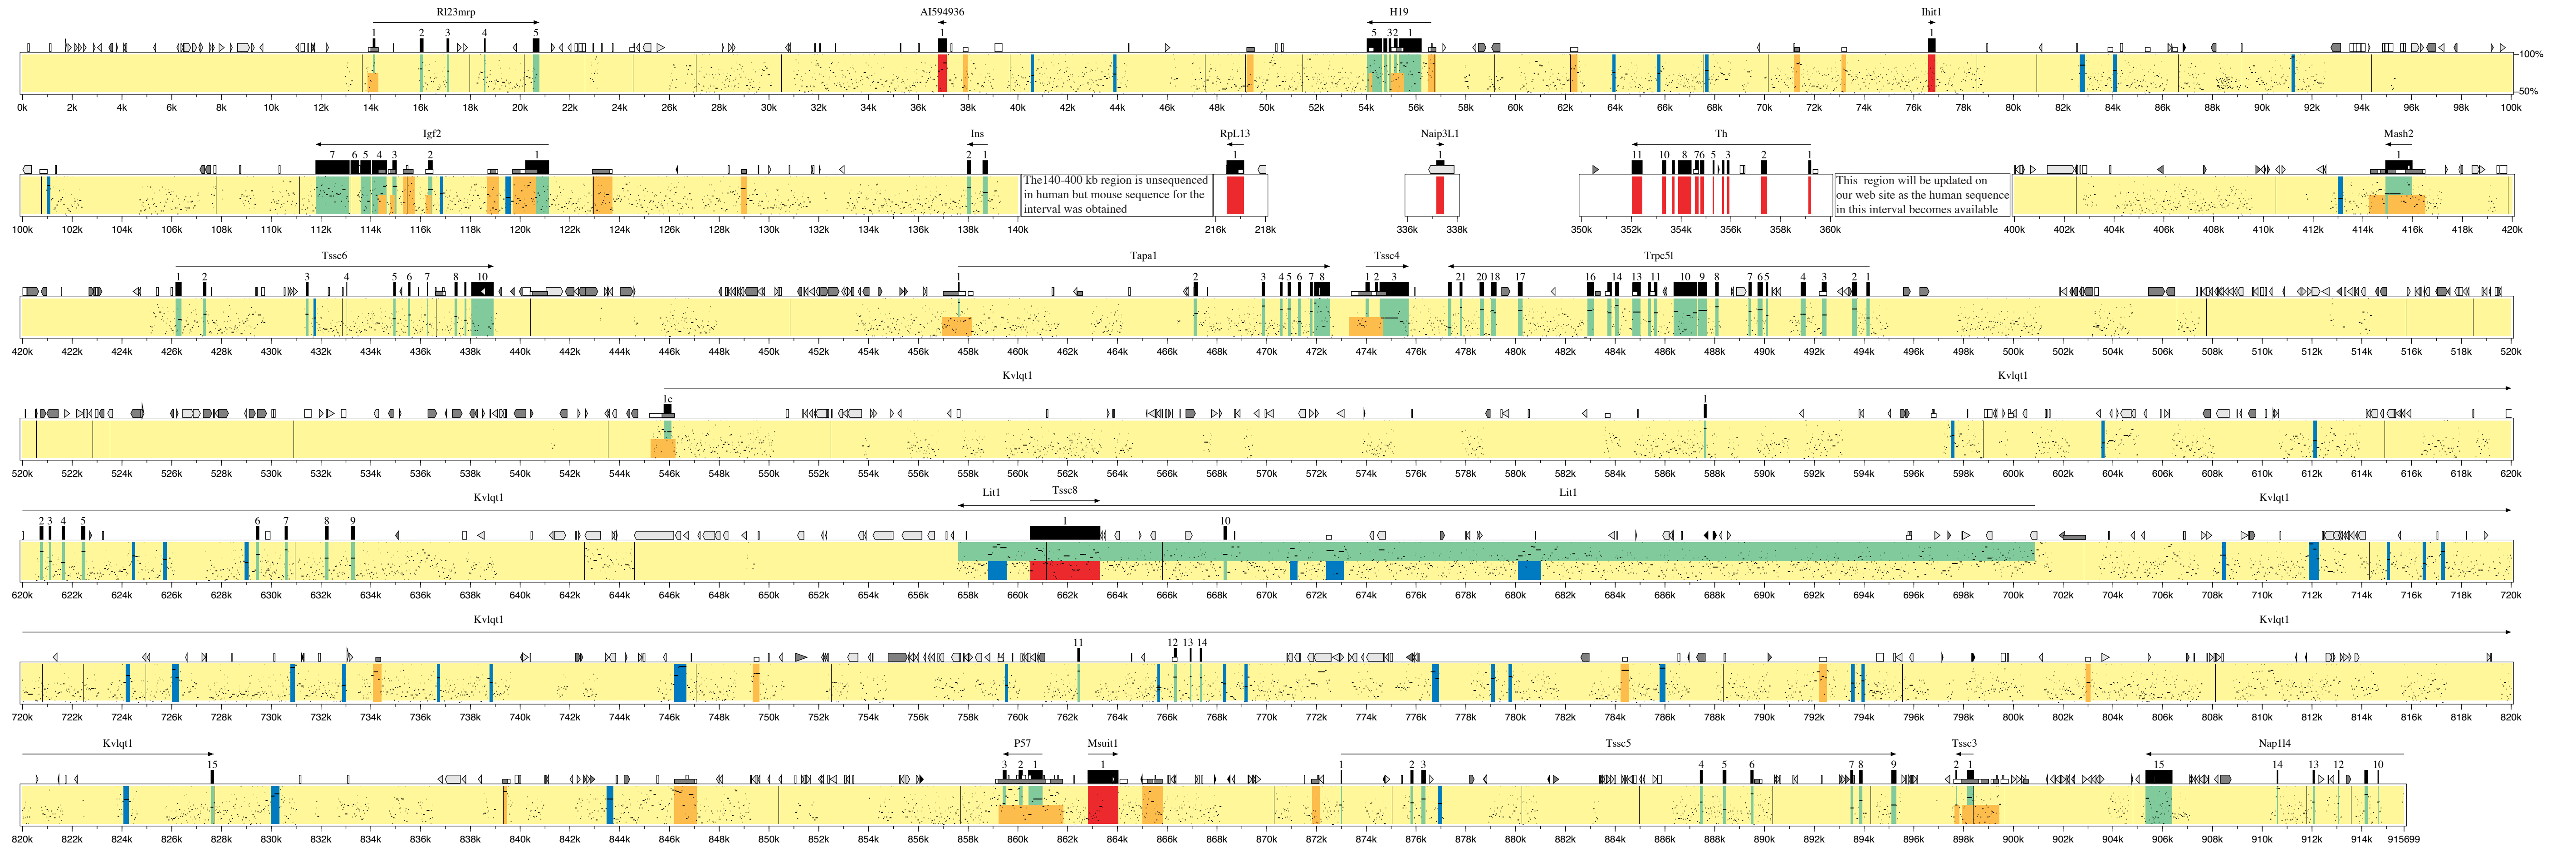 Rl23mrp AI594936 H19 Ihit1
1 2 3 4 5 1 5 32 1 1
100%
50%
0k 2k 4k 6k 8k 10k 12k 14k 16k 18k 20k 22k 24k 26k 28k 30k 32k 34k 36k 38k 40k 42k 44k 46k 48k 50k 52k 54k 56k 58k 60k 62k 64k 66k 68k 70k 72k 74k 76k 78k 80k 82k 84k 86k 88k 90k 92k 94k 96k 98k 100k
Igf2 Ins RpL13 Naip3L1 Th Mash2
7 6 5 4 3 2 1 2 1 1 1 11 10 8 76 5 3 2 1 1
The140-400 kb region is unsequenced
in human but mouse sequence for the
interval was obtained
This region will be updated on
our web site as the human sequence
in this interval becomes available
100k 102k 104k 106k 108k 110k 112k 114k 116k 118k 120k 122k 124k 126k 128k 130k 132k 134k 136k 138k 140k 216k 218k 336k 338k 350k 352k 354k 356k 358k 360k 400k 402k 404k 406k 408k 410k 412k 414k 416k 418k 420k
Tssc6 Tapa1 Tssc4 Trpc5l
1 2 3 4 5 6 7 8 10 1 2 3 4 5 6 7 8 1 2 3 21 20 18 17 16 14 13 11 10 9 8 7 6 5 4 3 2 1
420k 422k 424k 426k 428k 430k 432k 434k 436k 438k 440k 442k 444k 446k 448k 450k 452k 454k 456k 458k 460k 462k 464k 466k 468k 470k 472k 474k 476k 478k 480k 482k 484k 486k 488k 490k 492k 494k 496k 498k 500k 502k 504k 506k 508k 510k 512k 514k 516k 518k 520k
Kvlqt1 Kvlqt1
1c 1
520k 522k 524k 526k 528k 530k 532k 534k 536k 538k 540k 542k 544k 546k 548k 550k 552k 554k 556k 558k 560k 562k 564k 566k 568k 570k 572k 574k 576k 578k 580k 582k 584k 586k 588k 590k 592k 594k 596k 598k 600k 602k 604k 606k 608k 610k 612k 614k 616k 618k 620k
Kvlqt1 Lit1 Tssc8 Lit1 Kvlqt1
2 3 4 5 6 7 8 9 1 10
620k 622k 624k 626k 628k 630k 632k 634k 636k 638k 640k 642k 644k 646k 648k 650k 652k 654k 656k 658k 660k 662k 664k 666k 668k 670k 672k 674k 676k 678k 680k 682k 684k 686k 688k 690k 692k 694k 696k 698k 700k 702k 704k 706k 708k 710k 712k 714k 716k 718k 720k
Kvlqt1 Kvlqt1
11 12 13 14
720k 722k 724k 726k 728k 730k 732k 734k 736k 738k 740k 742k 744k 746k 748k 750k 752k 754k 756k 758k 760k 762k 764k 766k 768k 770k 772k 774k 776k 778k 780k 782k 784k 786k 788k 790k 792k 794k 796k 798k 800k 802k 804k 806k 808k 810k 812k 814k 816k 818k 820k
Kvlqt1 P57 Msuit1 Tssc5 Tssc3 Nap1l4
15 3 2 1 1 1 2 3 4 5 6 7 8 9 2 1 15 14 13 12 10
820k 822k 824k 826k 828k 830k 832k 834k 836k 838k 840k 842k 844k 846k 848k 850k 852k 854k 856k 858k 860k 862k 864k 866k 868k 870k 872k 874k 876k 878k 880k 882k 884k 886k 888k 890k 892k 894k 896k 898k 900k 902k 904k 906k 908k 910k 912k 914k 915699